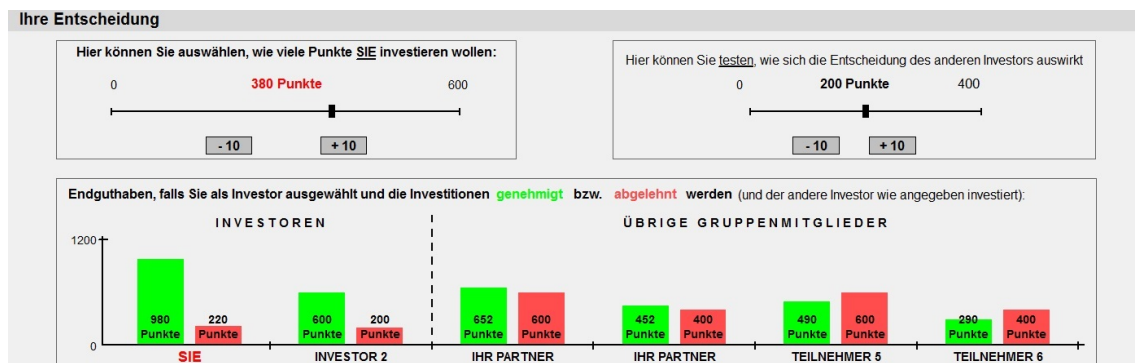 Ihre Entscheidung
Hier können Sie auswählen, wie viele Punkte SIE investieren wollen:
0 380 Punkte 600
- 10 + 10
Hier können Sie testen, wie sich die Entscheidung des anderen Investors auswirkt
0 200 Punkte 400
- 10 + 10
Endguthaben, falls Sie als Investor ausgewählt und die Investitionen genehmigt bzw. abgelehnt werden (und der andere Investor wie angegeben investiert):
INVESTOREN ÜBRIGE GRUPPENMITGLIEDER
1200
980 220 600 200 652 600 452 400 490 600 290 400
Punkte Punkte Punkte Punkte Punkte Punkte Punkte Punkte Punkte Punkte Punkte Punkte
0
SIE INVESTOR 2 IHR PARTNER IHR PARTNER TEILNEHMER 5 TEILNEHMER 6